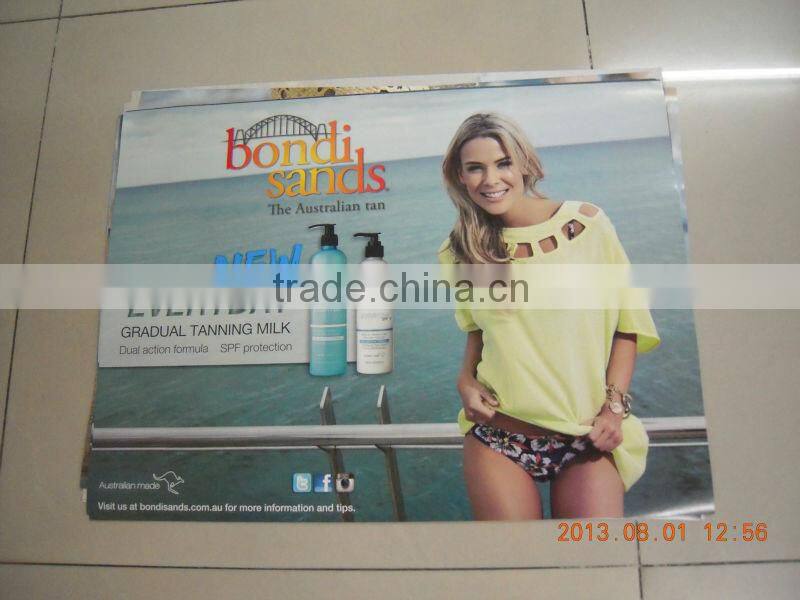 bondi
sands
The Australian tan
NEW
EVERYDAY
GRADUAL TANNING MILK
Dual action formula SPF protection
trade.china.cn
Australian made
Visit us at bondisands.com.au for more information and tips.
2013.08.01 12:56